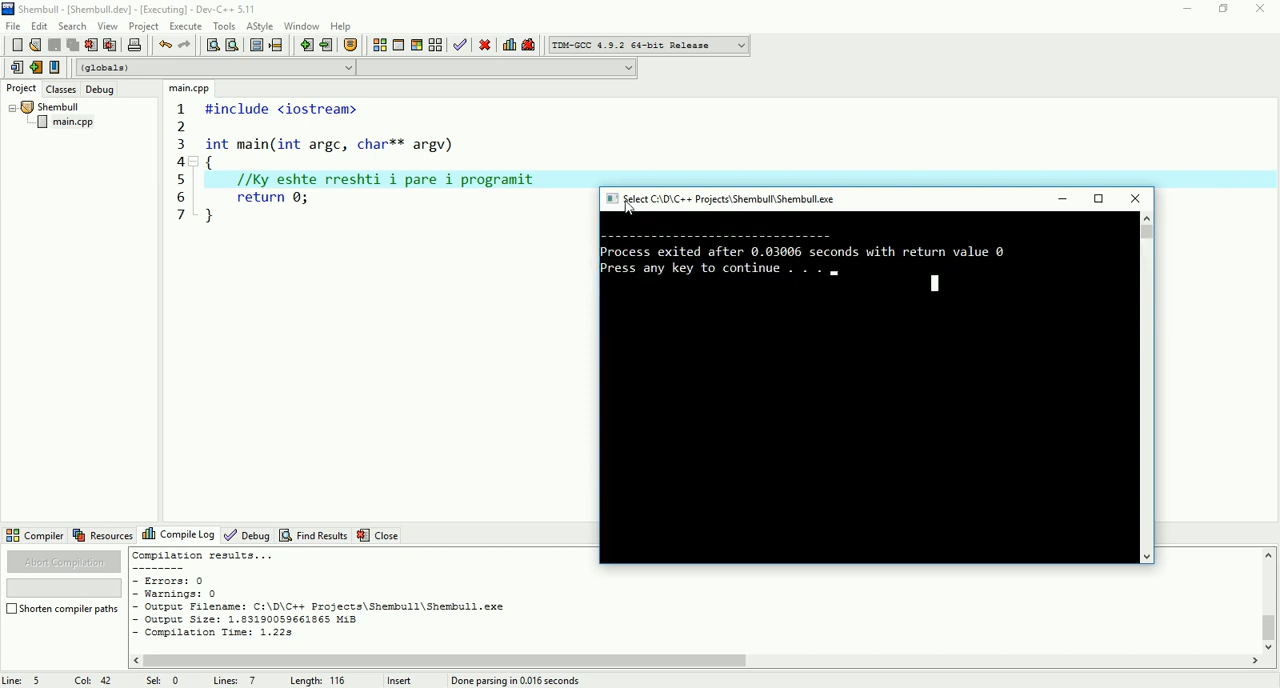 Shembull - [Shembull.dev] - [Executing] - Dev-C++ 5.11
File Edit Search View Project Execute Tools AStyle Window Help
TDM-GCC 4.9.2 64-bit Release
(globals)
Project Classes Debug
main.cpp
Shembull
main.cpp
1 #include <iostream>
2
3 int main(int argc, char** argv)
4 {
5 //Ky eshte rreshti i pare i programit
6 return 0;
7 }
Select C:\D\C++ Projects\Shembull\Shembull.exe
--------------------------------
Process exited after 0.03006 seconds with return value 0
Press any key to continue . . .
Compiler Resources Compile Log Debug Find Results Close
Abort Compilation
Shorten compiler paths
Compilation results...
--------
- Errors: 0
- Warnings: 0
- Output Filename: C:\D\C++ Projects\Shembull\Shembull.exe
- Output Size: 1.83190059661865 MiB
- Compilation Time: 1.22s
Line: 5 Col: 42 Sel: 0 Lines: 7 Length: 116 Insert Done parsing in 0.016 seconds